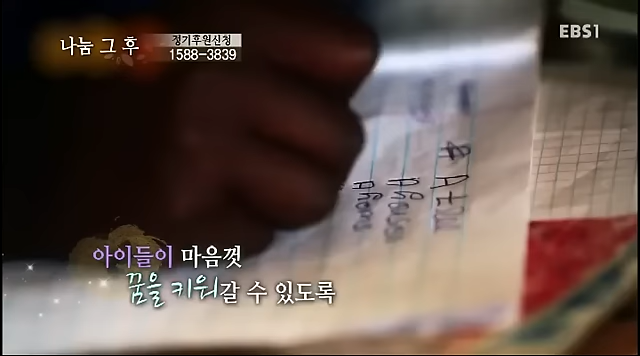 나눔 그 후
정기후원신청
1588-3839
EBS1
아이들이 마음껏
꿈을 키워갈 수 있도록